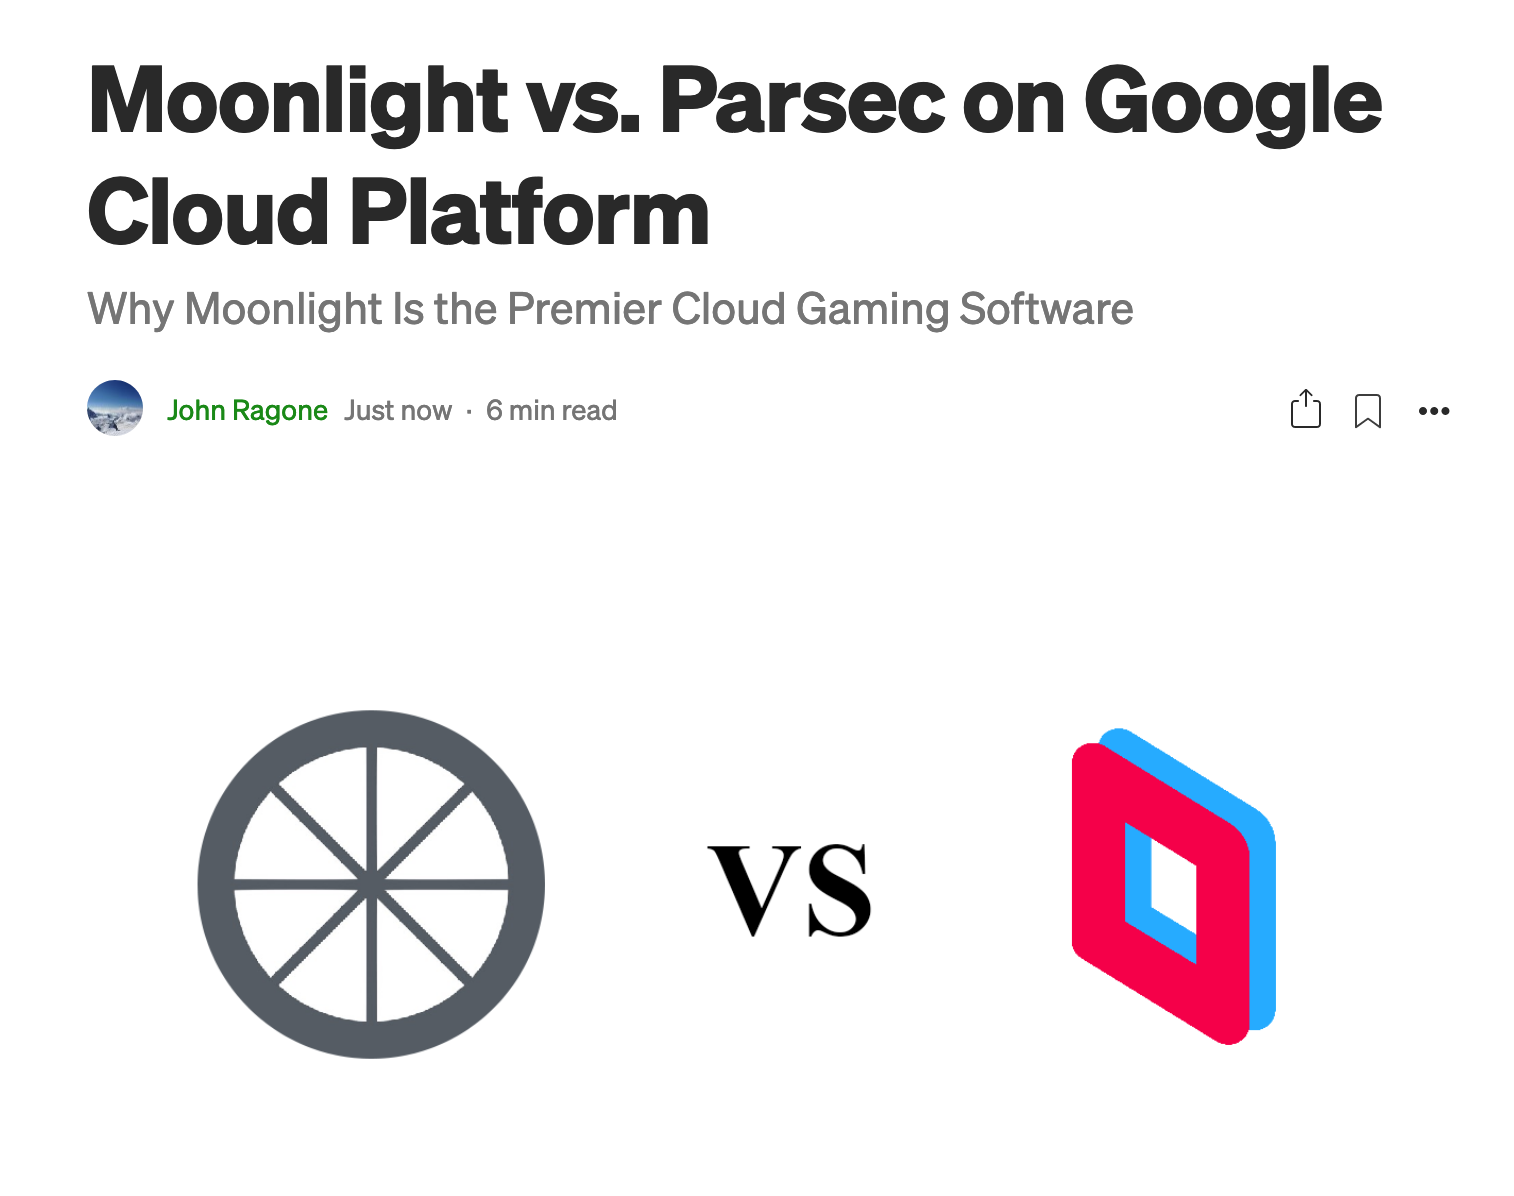 Moonlight vs. Parsec on Google
Cloud Platform
Why Moonlight Is the Premier Cloud Gaming Software
John Ragone Just now · 6 min read
VS